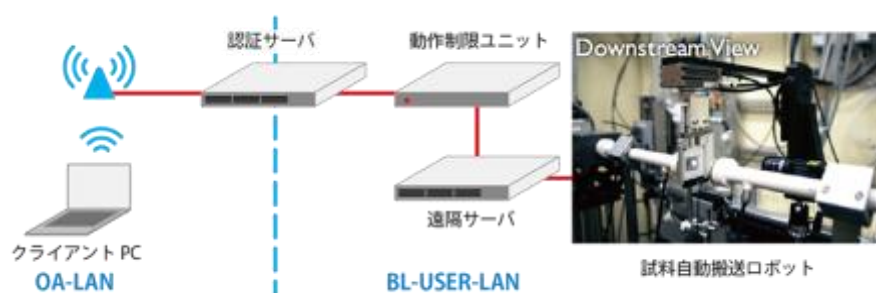 認証サーバ
動作制限ユニット
Downstream View
遠隔サーバ
クライアント PC
OA-LAN
BL-USER-LAN
試料自動搬送ロボット